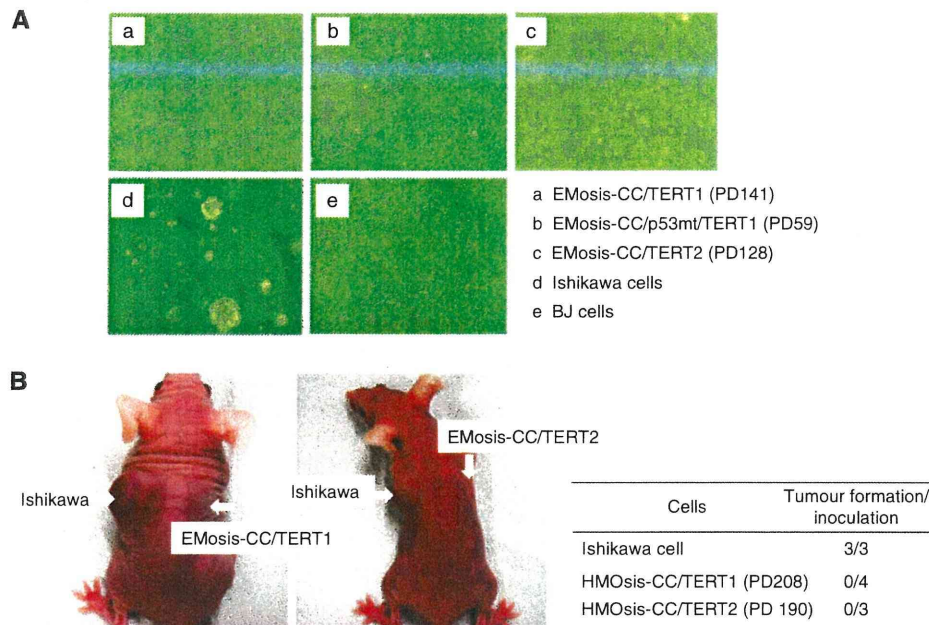 A
a
b
c
d
e
a EMosis-CC/TERT1 (PD141)
b EMosis-CC/p53mt/TERT1 (PD59)
c EMosis-CC/TERT2 (PD128)
d Ishikawa cells
e BJ cells
B
Ishikawa
EMosis-CC/TERT1
Ishikawa
EMosis-CC/TERT2
Cells Tumour formation/
inoculation
Ishikawa cell 3/3
HMOsis-CC/TERT1 (PD208) 0/4
HMOsis-CC/TERT2 (PD 190) 0/3